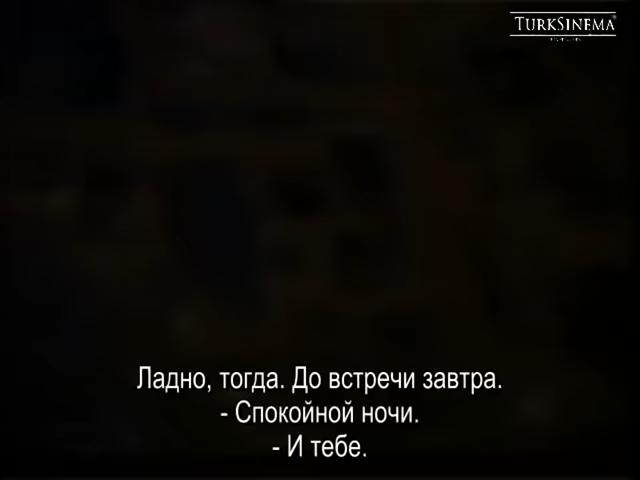 TURKSINEMA
Ладно, тогда. До встречи завтра.
- Спокойной ночи.
- И тебе.